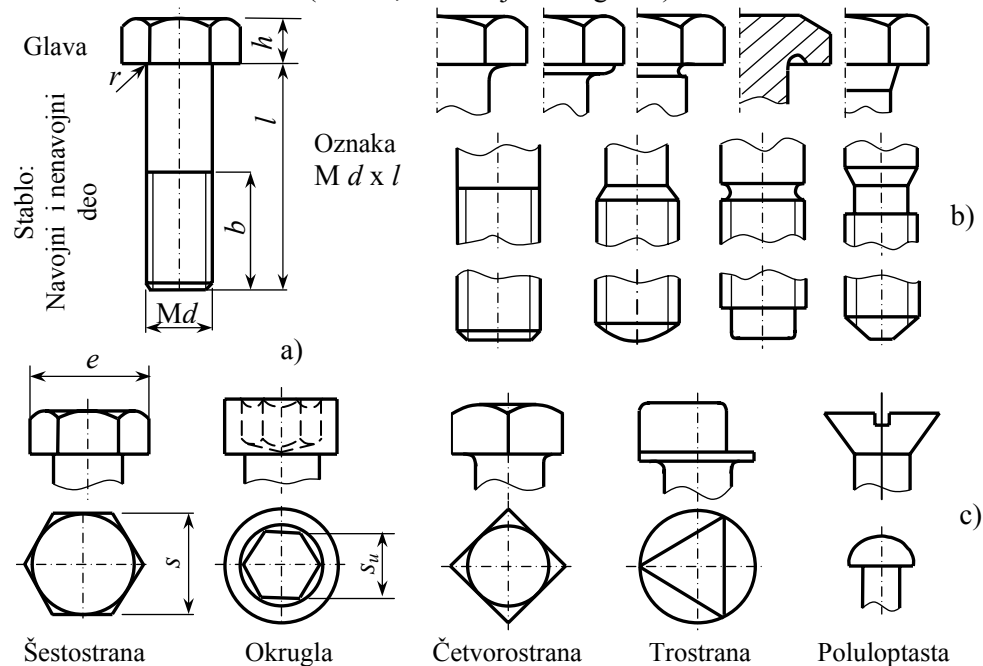 Glava
h
r
l
Stablo:
Navojni i nenavojni
deo
Oznaka
M d x l
b
Md
a)
b)
e
s
s_u
c)
Šestostrana
Okrugla
Četvorostrana
Trostrana
Poluloptasta